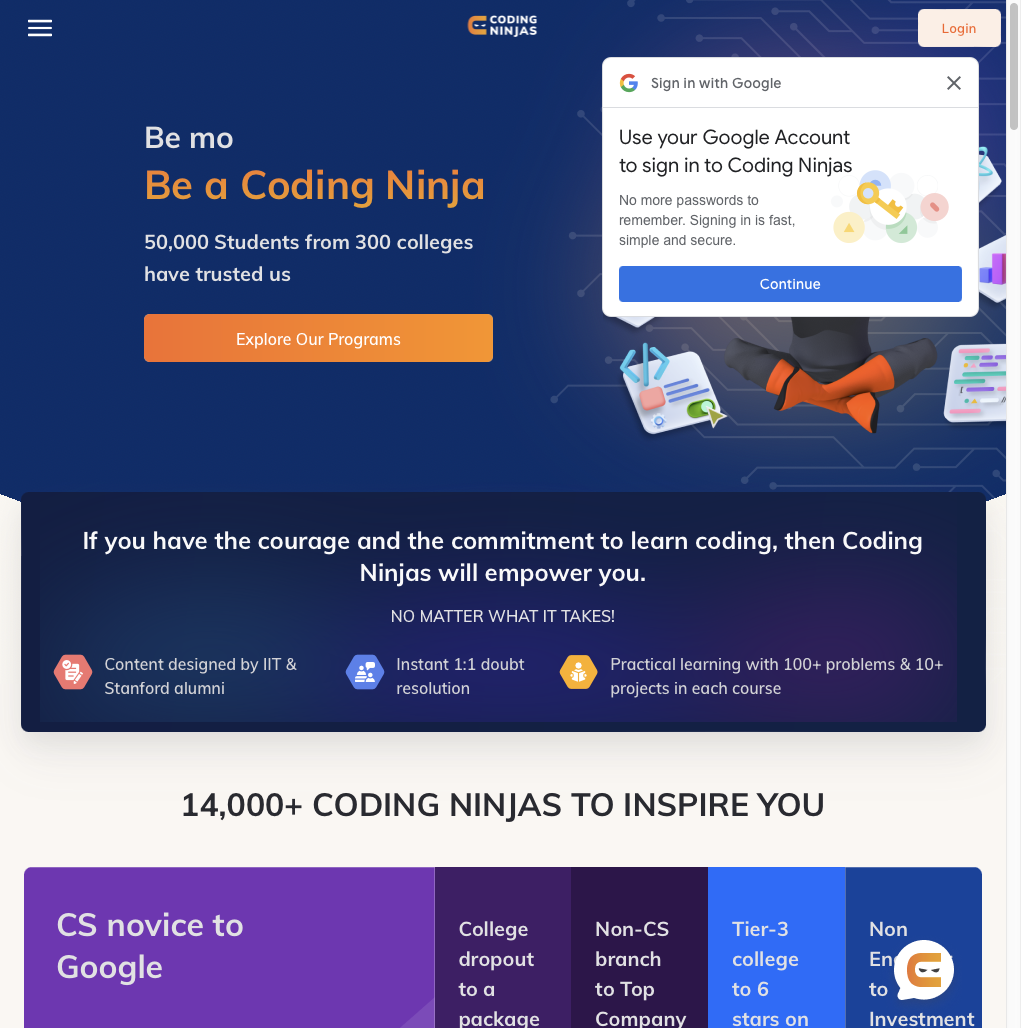 CODING
NINJAS
Login
Sign in with Google
Use your Google Account
to sign in to Coding Ninjas
No more passwords to
remember. Signing in is fast,
simple and secure.
Continue
Be mo
Be a Coding Ninja
50,000 Students from 300 colleges
have trusted us
Explore Our Programs
If you have the courage and the commitment to learn coding, then Coding
Ninjas will empower you.
NO MATTER WHAT IT TAKES!
Content designed by IIT &
Stanford alumni
Instant 1:1 doubt
resolution
Practical learning with 100+ problems & 10+
projects in each course
14,000+ CODING NINJAS TO INSPIRE YOU
CS novice to
Google
College
dropout
to a
package
Non-CS
branch
to Top
Company
Tier-3
college
to 6
stars on
Non
to
Investment